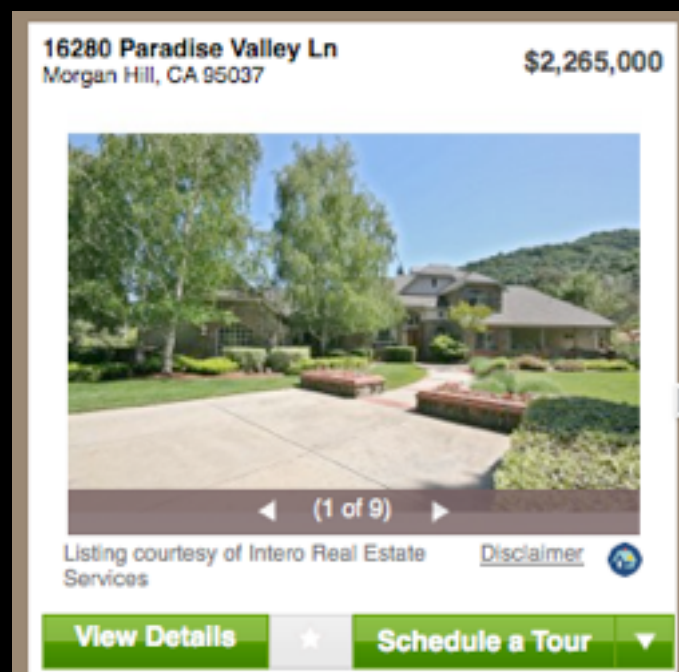 16280 Paradise Valley Ln
$2,265,000
Morgan Hill, CA 95037
(1 of 9)
Listing courtesy of Intero Real Estate
Services
Disclaimer
View Details
Schedule a Tour